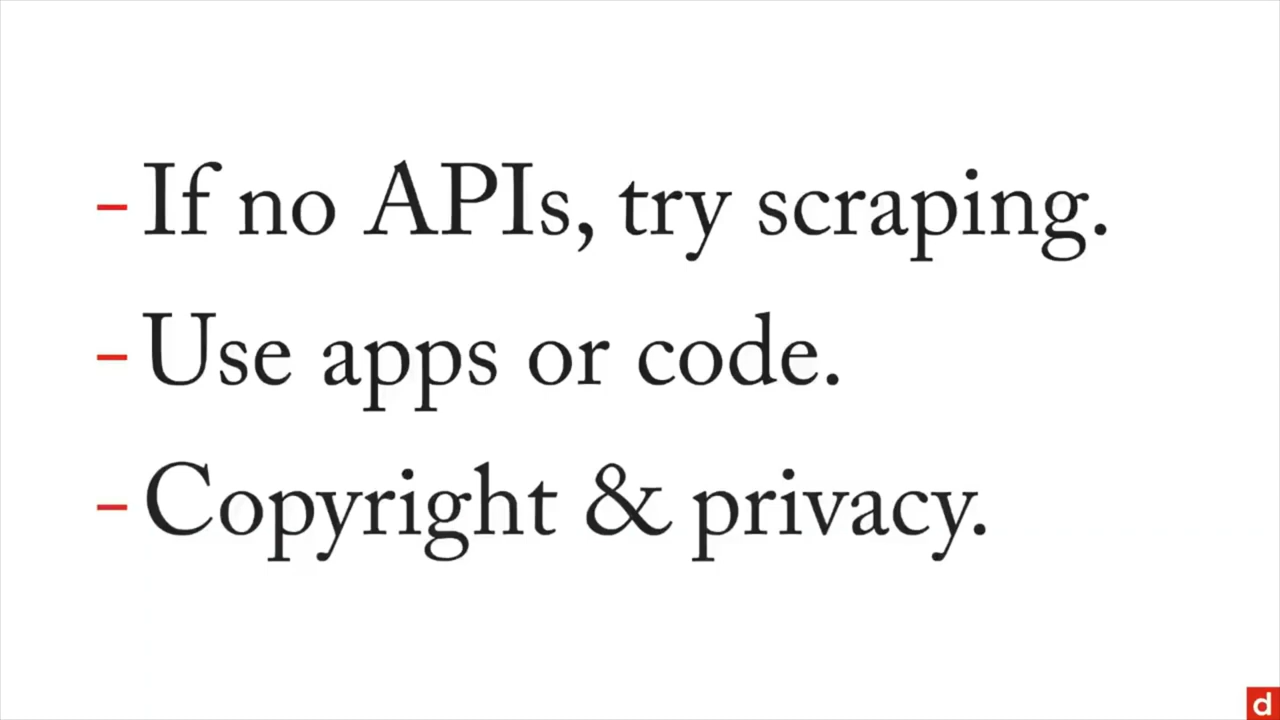 - If no APIs, try scraping.
- Use apps or code.
- Copyright & privacy.
d